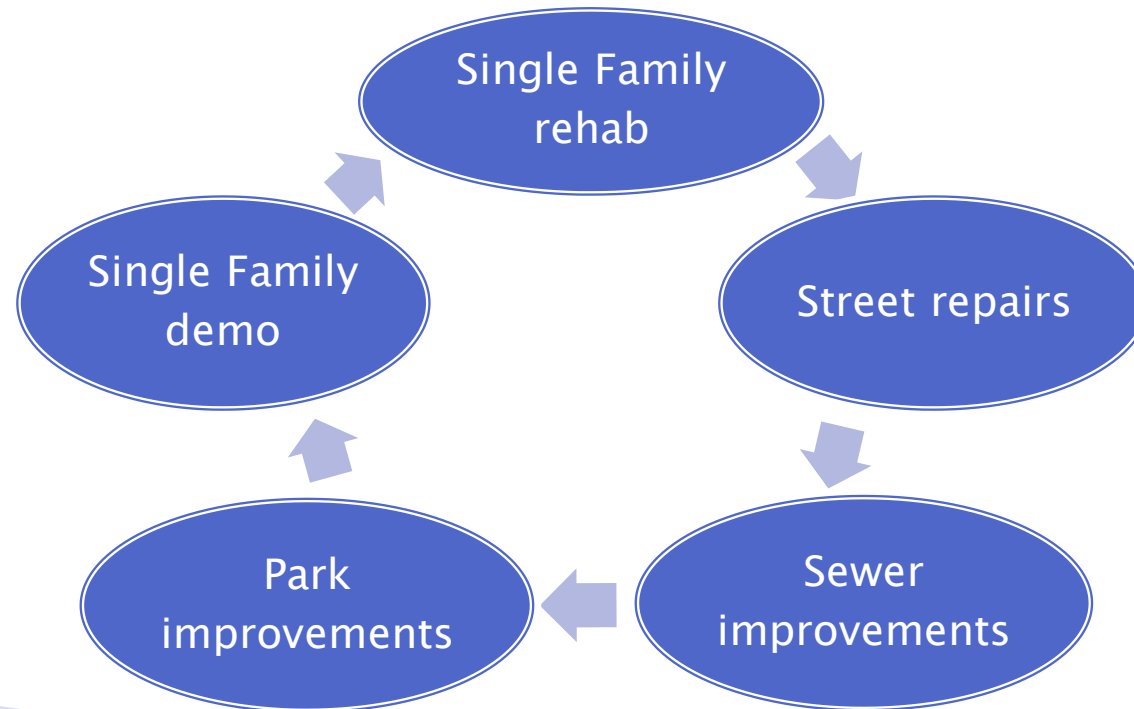 Single Family
rehab
Street repairs
Sewer
improvements
Park
improvements
Single Family
demo